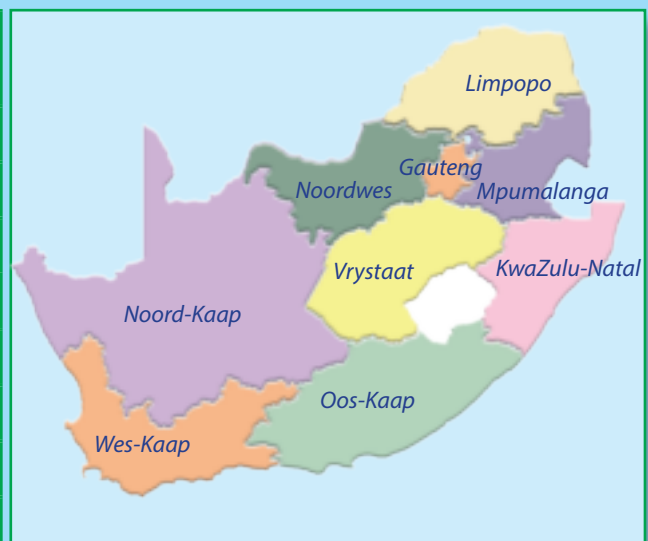 Limpopo
Gauteng
Noordwes
Mpumalanga
Vrystaat
KwaZulu-Natal
Noord-Kaap
Oos-Kaap
Wes-Kaap